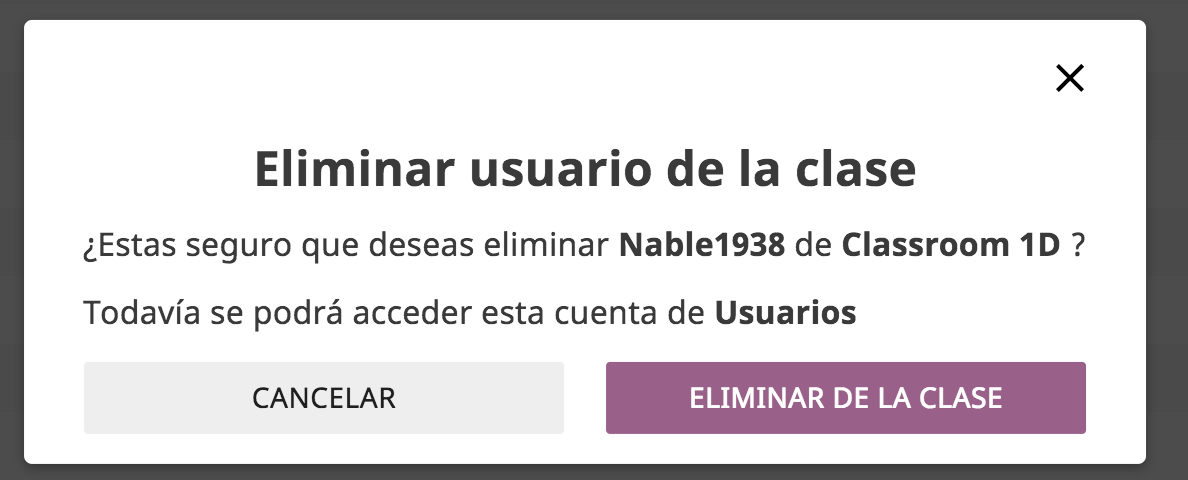 Eliminar usuario de la clase
¿Estas seguro que deseas eliminar Nable1938 de Classroom 1D ?
Todavía se podrá acceder esta cuenta de Usuarios
CANCELAR
ELIMINAR DE LA CLASE